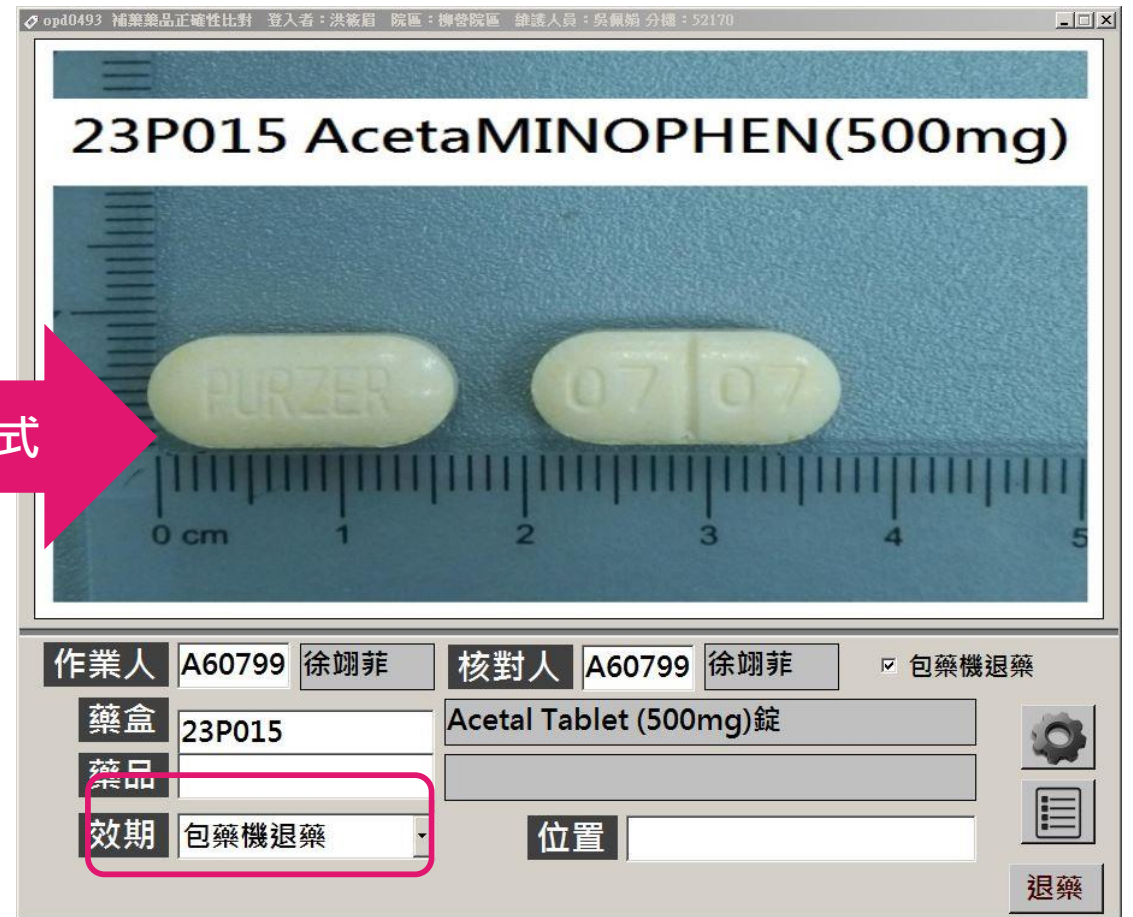 opd0493 補藥藥品正確性比對 登入者：洪筱眉 院區：柳營院區 維護人員：吳佩娟 分機：52170
23P015 AcetaMINOPHEN(500mg)
PURZER 07 07
式
0 cm 1 2 3 4 5
作業人 A60799 徐翊菲 核對人 A60799 徐翊菲 包藥機退藥
藥盒 23P015 Acetal Tablet (500mg)錠
藥品
效期 包藥機退藥 位置
退藥